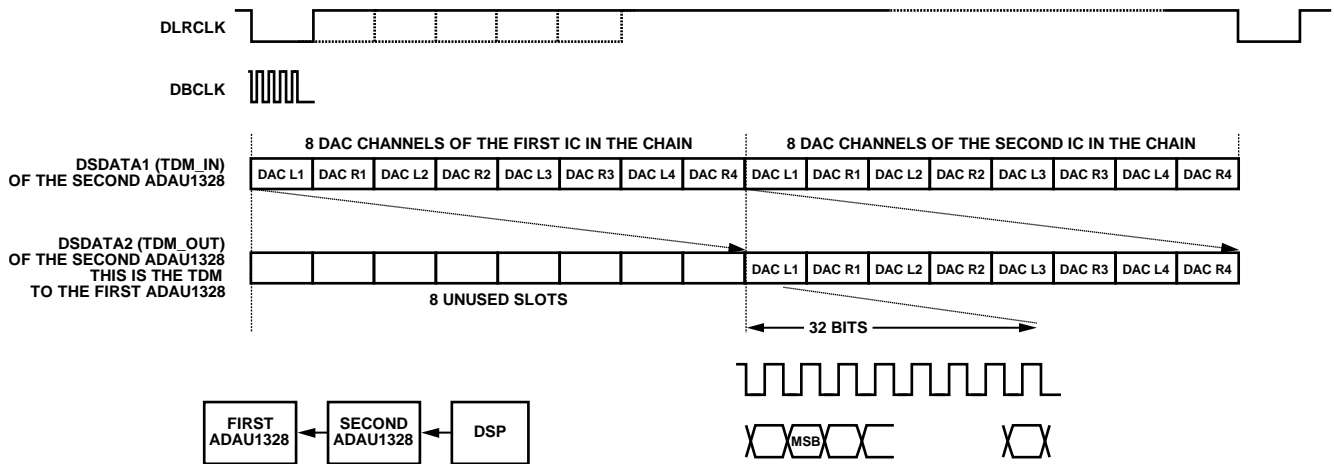 DLRCLK
DBCLK
8 DAC CHANNELS OF THE FIRST IC IN THE CHAIN
8 DAC CHANNELS OF THE SECOND IC IN THE CHAIN
DSDATA1 (TDM_IN)
OF THE SECOND ADAU1328
DAC L1 DAC R1 DAC L2 DAC R2 DAC L3 DAC R3 DAC L4 DAC R4 DAC L1 DAC R1 DAC L2 DAC R2 DAC L3 DAC R3 DAC L4 DAC R4
DSDATA2 (TDM_OUT)
OF THE SECOND ADAU1328
THIS IS THE TDM
TO THE FIRST ADAU1328
DAC L1 DAC R1 DAC L2 DAC R2 DAC L3 DAC R3 DAC L4 DAC R4
8 UNUSED SLOTS
32 BITS
FIRST
ADAU1328
SECOND
ADAU1328
DSP
MSB